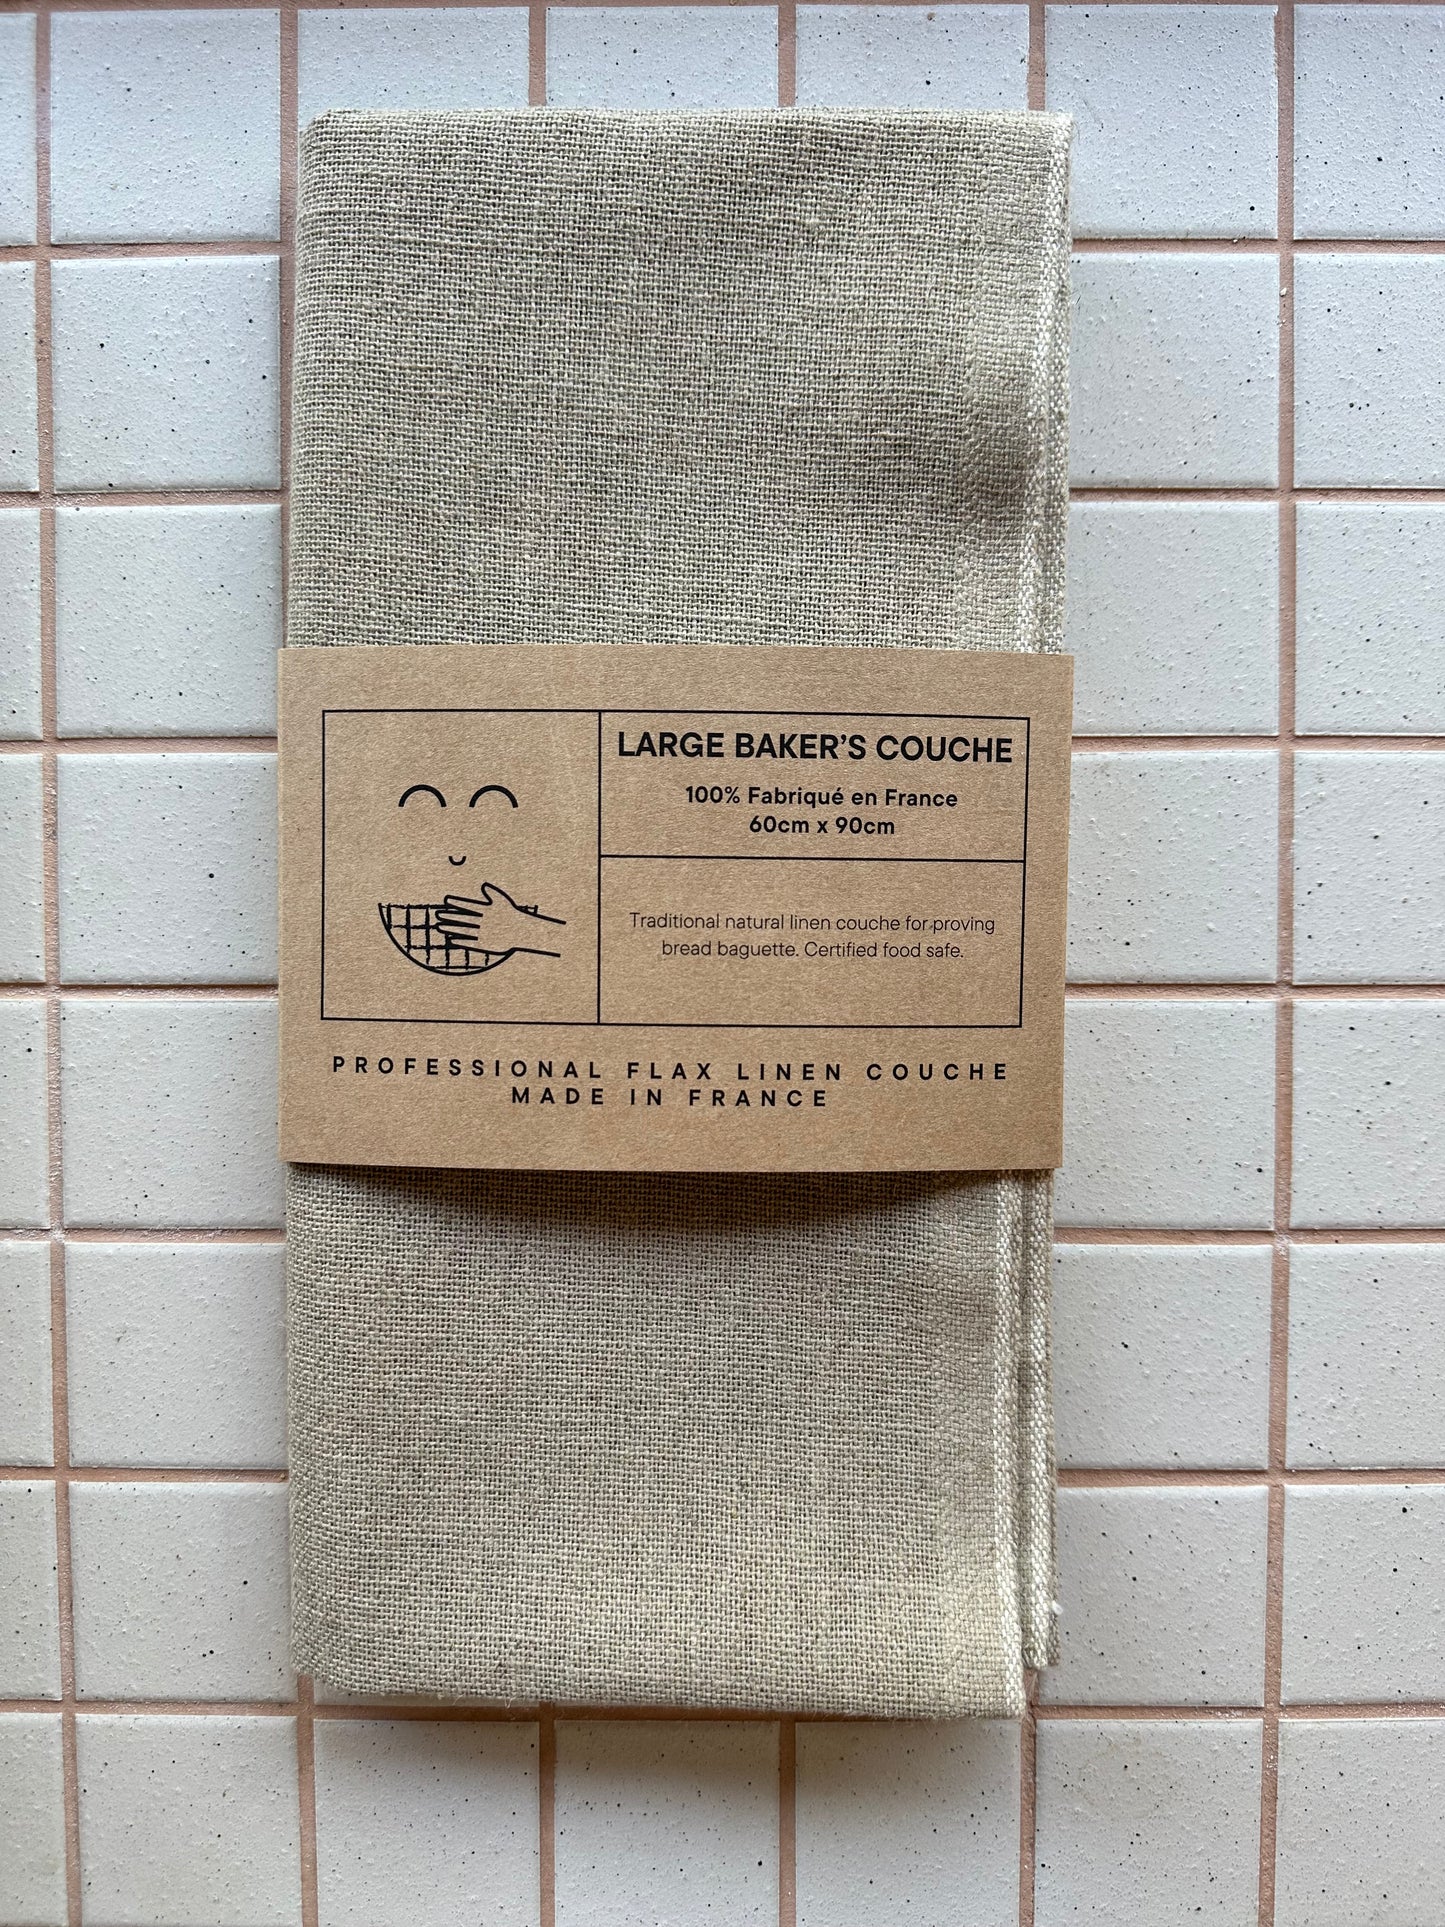 LARGE BAKER'S COUCHE
100% Fabriqué en France
60cm x 90cm
Traditional natural linen couche for proving
bread baguette. Certified food safe.
PROFESSIONAL FLAX LINEN COUCHE
MADE IN FRANCE